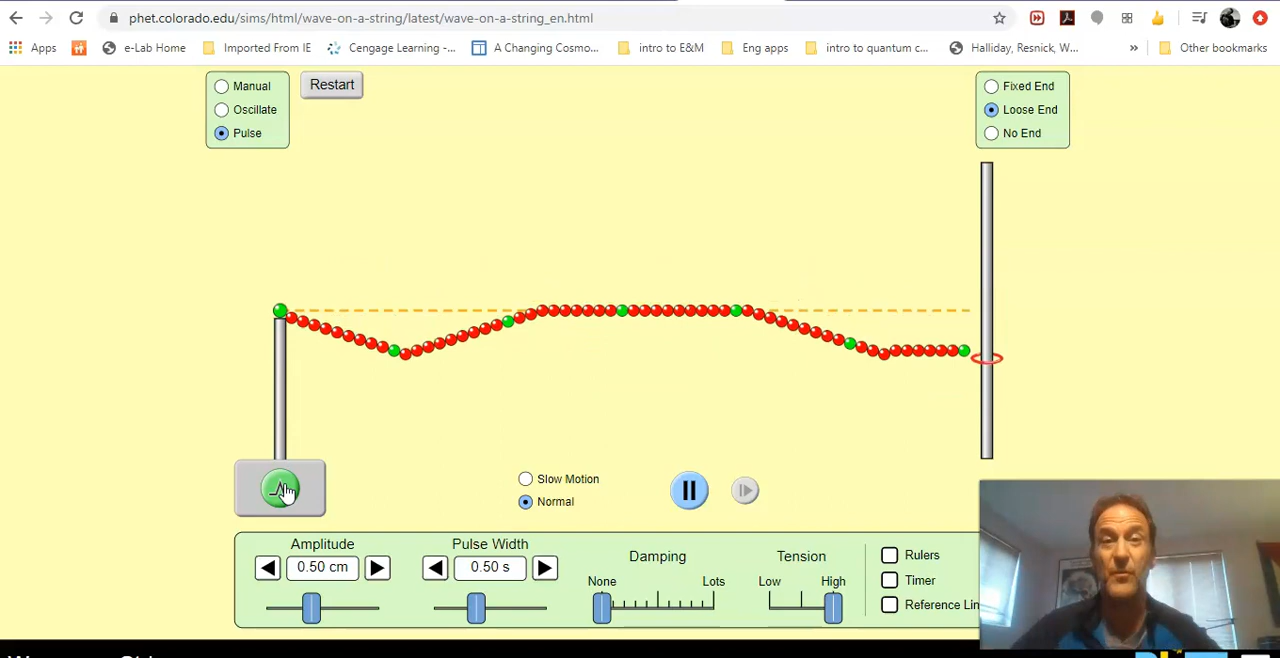 phet.colorado.edu/sims/html/wave-on-a-string/latest/wave-on-a-string_en.html
Apps
e-Lab Home
Imported From IE
Cengage Learning -...
A Changing Cosmo...
intro to E&M
Eng apps
intro to quantum c...
Halliday, Resnick, W...
»
Other bookmarks
Manual
Oscillate
Pulse
Restart
Fixed End
Loose End
No End
Slow Motion
Normal
Amplitude
0.50 cm
Pulse Width
0.50 s
Damping
None
Lots
Tension
Low
High
Rulers
Timer
Reference Lin